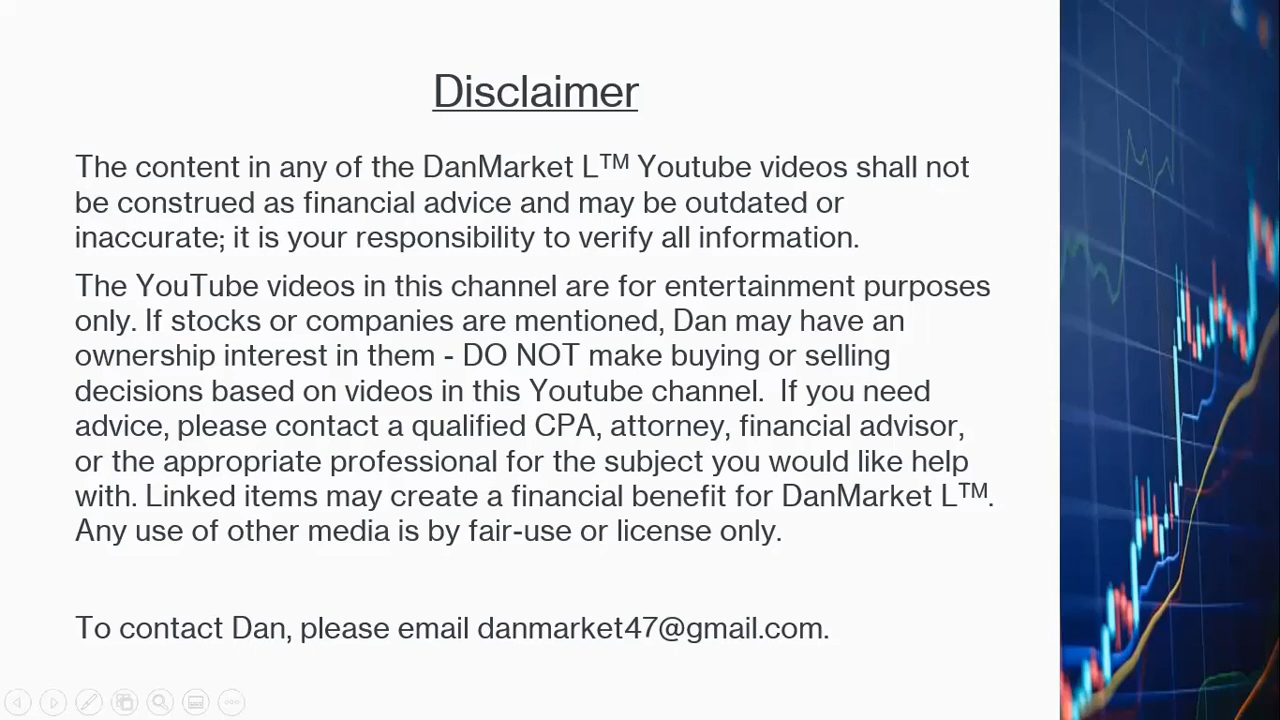 Disclaimer
The content in any of the DanMarket L™ Youtube videos shall not
be construed as financial advice and may be outdated or
inaccurate; it is your responsibility to verify all information.
The YouTube videos in this channel are for entertainment purposes
only. If stocks or companies are mentioned, Dan may have an
ownership interest in them - DO NOT make buying or selling
decisions based on videos in this Youtube channel.  If you need
advice, please contact a qualified CPA, attorney, financial advisor,
or the appropriate professional for the subject you would like help
with. Linked items may create a financial benefit for DanMarket L™.
Any use of other media is by fair-use or license only.
To contact Dan, please email danmarket47@gmail.com.